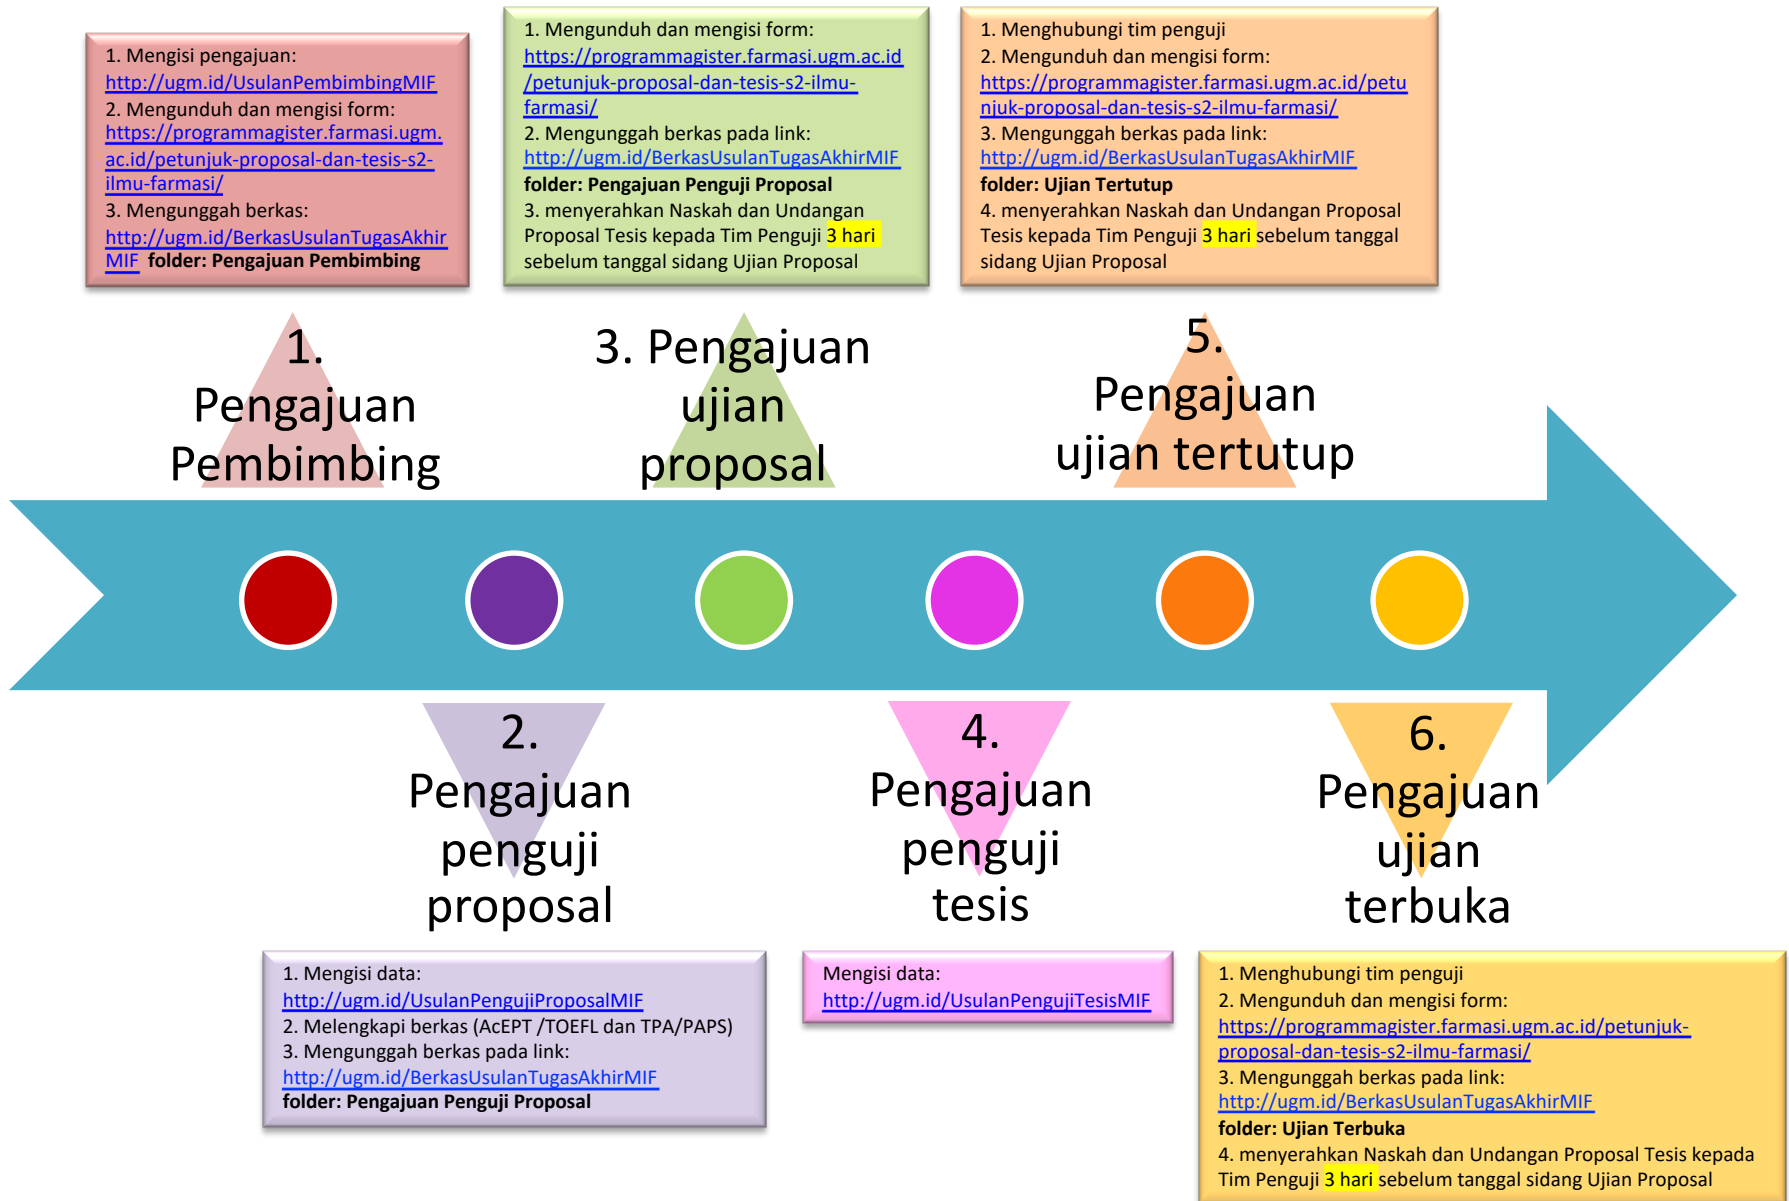 1. Mengisi pengajuan:
http://ugm.id/UsulanPembimbingMIF
2. Mengunduh dan mengisi form:
https://programmagister.farmasi.ugm.
ac.id/petunjuk-proposal-dan-tesis-s2-
ilmu-farmasi/
3. Mengunggah berkas:
http://ugm.id/BerkasUsulanTugasAkhir
MIF folder: Pengajuan Pembimbing
1. Mengunduh dan mengisi form:
https://programmagister.farmasi.ugm.ac.id
/petunjuk-proposal-dan-tesis-s2-ilmu-
farmasi/
2. Mengunggah berkas pada link:
http://ugm.id/BerkasUsulanTugasAkhirMIF
folder: Pengajuan Penguji Proposal
3. menyerahkan Naskah dan Undangan
Proposal Tesis kepada Tim Penguji 3 hari
sebelum tanggal sidang Ujian Proposal
1. Menghubungi tim penguji
2. Mengunduh dan mengisi form:
https://programmagister.farmasi.ugm.ac.id/petu
njuk-proposal-dan-tesis-s2-ilmu-farmasi/
3. Mengunggah berkas pada link:
http://ugm.id/BerkasUsulanTugasAkhirMIF
folder: Ujian Tertutup
4. menyerahkan Naskah dan Undangan Proposal
Tesis kepada Tim Penguji 3 hari sebelum tanggal
sidang Ujian Proposal
1.
Pengajuan
Pembimbing
3. Pengajuan
ujian
proposal
5.
Pengajuan
ujian tertutup
2.
Pengajuan
penguji
proposal
4.
Pengajuan
penguji
tesis
6.
Pengajuan
ujian
terbuka
1. Mengisi data:
http://ugm.id/UsulanPengujiProposalMIF
2. Melengkapi berkas (AcEPT /TOEFL dan TPA/PAPS)
3. Mengunggah berkas pada link:
http://ugm.id/BerkasUsulanTugasAkhirMIF
folder: Pengajuan Penguji Proposal
Mengisi data:
http://ugm.id/UsulanPengujiTesisMIF
1. Menghubungi tim penguji
2. Mengunduh dan mengisi form:
https://programmagister.farmasi.ugm.ac.id/petunjuk-
proposal-dan-tesis-s2-ilmu-farmasi/
3. Mengunggah berkas pada link:
http://ugm.id/BerkasUsulanTugasAkhirMIF
folder: Ujian Terbuka
4. menyerahkan Naskah dan Undangan Proposal Tesis kepada
Tim Penguji 3 hari sebelum tanggal sidang Ujian Proposal